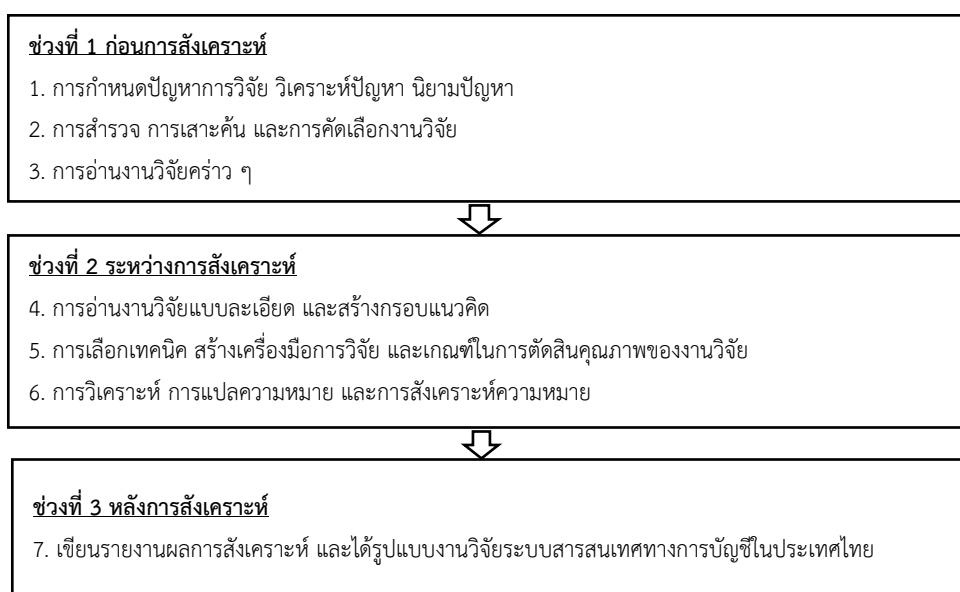 ช่วงที่ 1 ก่อนการสังเคราะห์
1. การกำหนดปัญหาการวิจัย วิเคราะห์ปัญหา นิยามปัญหา
2. การสำรวจ การเสาะค้น และการคัดเลือกงานวิจัย
3. การอ่านงานวิจัยคร่าว ๆ
ช่วงที่ 2 ระหว่างการสังเคราะห์
4. การอ่านงานวิจัยแบบละเอียด และสร้างกรอบแนวคิด
5. การเลือกเทคนิค สร้างเครื่องมือการวิจัย และเกณฑ์ในการตัดสินคุณภาพของงานวิจัย
6. การวิเคราะห์ การแปลความหมาย และการสังเคราะห์ความหมาย
ช่วงที่ 3 หลังการสังเคราะห์
7. เขียนรายงานผลการสังเคราะห์ และได้รูปแบบงานวิจัยระบบสารสนเทศทางการบัญชีในประเทศไทย